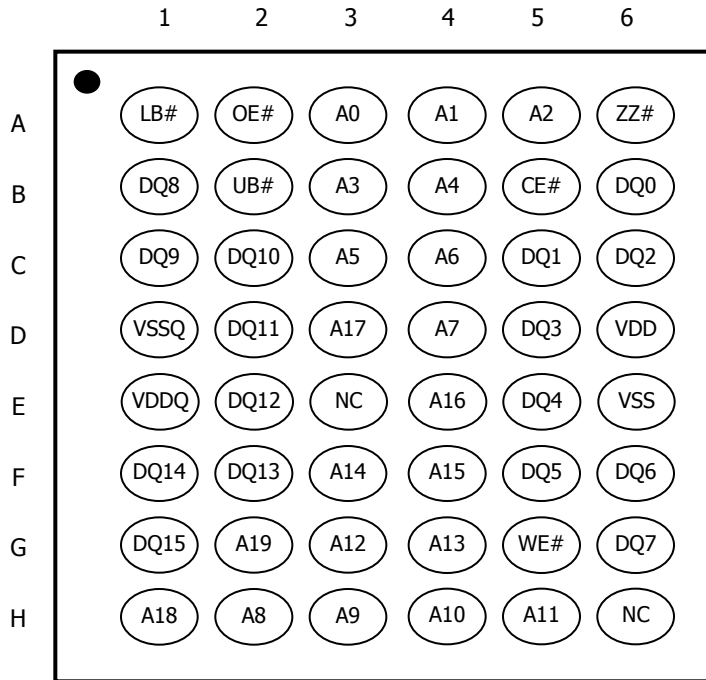 1 2 3 4 5 6
A LB# OE# A0 A1 A2 ZZ#
B DQ8 UB# A3 A4 CE# DQ0
C DQ9 DQ10 A5 A6 DQ1 DQ2
D VSSQ DQ11 A17 A7 DQ3 VDD
E VDDQ DQ12 NC A16 DQ4 VSS
F DQ14 DQ13 A14 A15 DQ5 DQ6
G DQ15 A19 A12 A13 WE# DQ7
H A18 A8 A9 A10 A11 NC